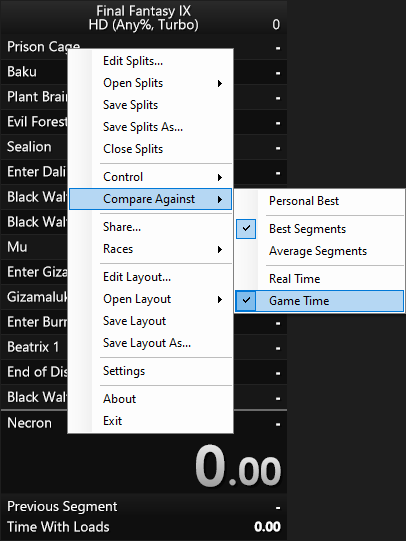 Final Fantasy IX
HD (Any%, Turbo) 0
Prison Cage -
Baku -
Plant Brain -
Evil Forest -
Sealion -
Enter Dali -
Black Wal -
Black Wal -
Mu -
Enter Giza -
Gizamaluk -
Enter Burm -
Beatrix 1 -
End of Dis -
Black Wal -
Necron -
0.00
Previous Segment -
Time With Loads 0.00
Edit Splits...
Open Splits
Save Splits
Save Splits As...
Close Splits
Control
Compare Against
Share...
Races
Edit Layout...
Open Layout
Save Layout
Save Layout As...
Settings
About
Exit
Personal Best
Best Segments
Average Segments
Real Time
Game Time